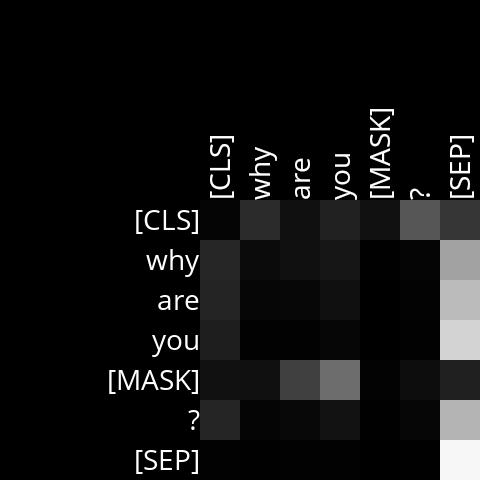 [CLS] why are you [MASK] ? [SEP]
[CLS]
why
are
you
[MASK]
?
[SEP]